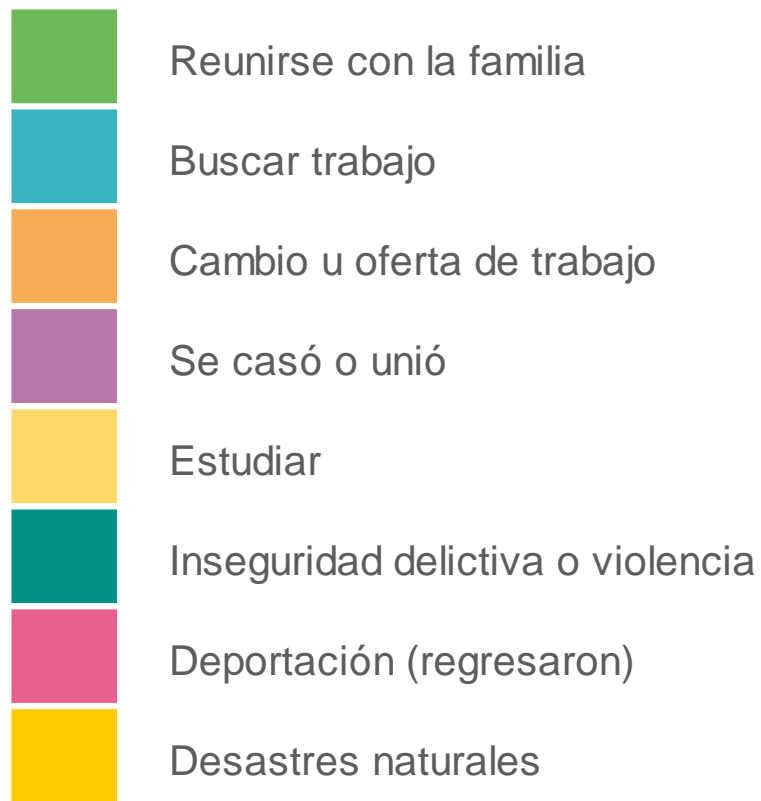 Reunirse con la familia
Buscar trabajo
Cambio u oferta de trabajo
Se casó o unió
Estudiar
Inseguridad delictiva o violencia
Deportación (regresaron)
Desastres naturales